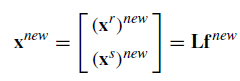 x^new = [ (x^r)^new
(x^s)^new ] = Lf^new